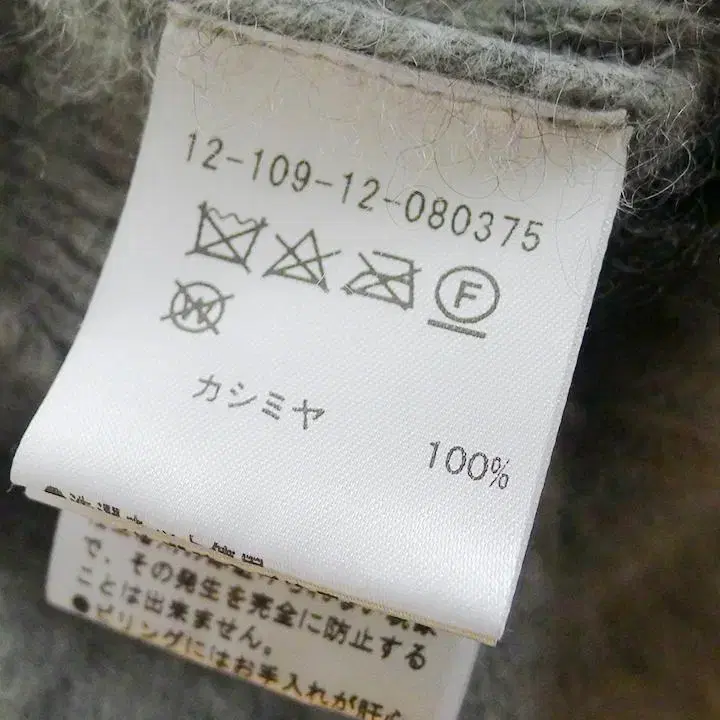 12-109-12-080375
F
W
カシミヤ
100%
で、その発生を完全に防止する
ことは出来ません。
●ピリングにはお手入れが肝心